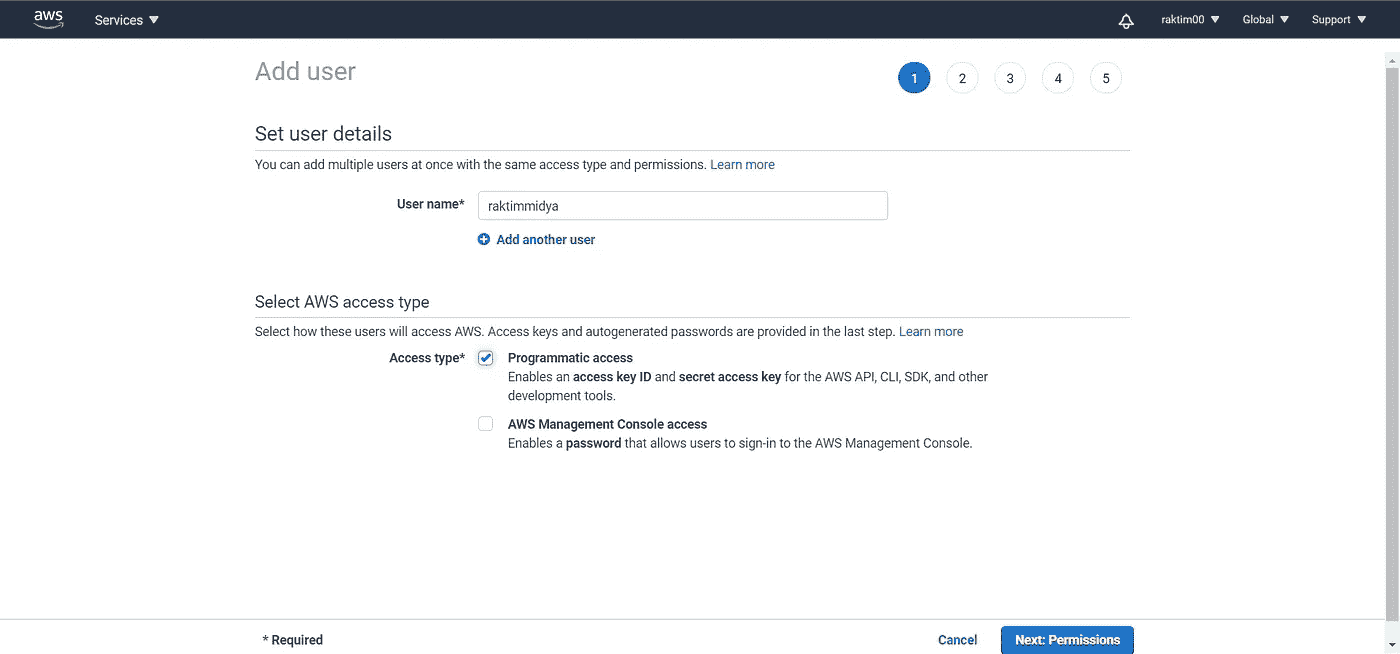 aws Services raktim00 Global Support
Add user 1 2 3 4 5
Set user details
You can add multiple users at once with the same access type and permissions. Learn more
User name* raktimmidya
Add another user
Select AWS access type
Select how these users will access AWS. Access keys and autogenerated passwords are provided in the last step. Learn more
Access type* Programmatic access
Enables an access key ID and secret access key for the AWS API, CLI, SDK, and other
development tools.
AWS Management Console access
Enables a password that allows users to sign-in to the AWS Management Console.
* Required Cancel Next: Permissions